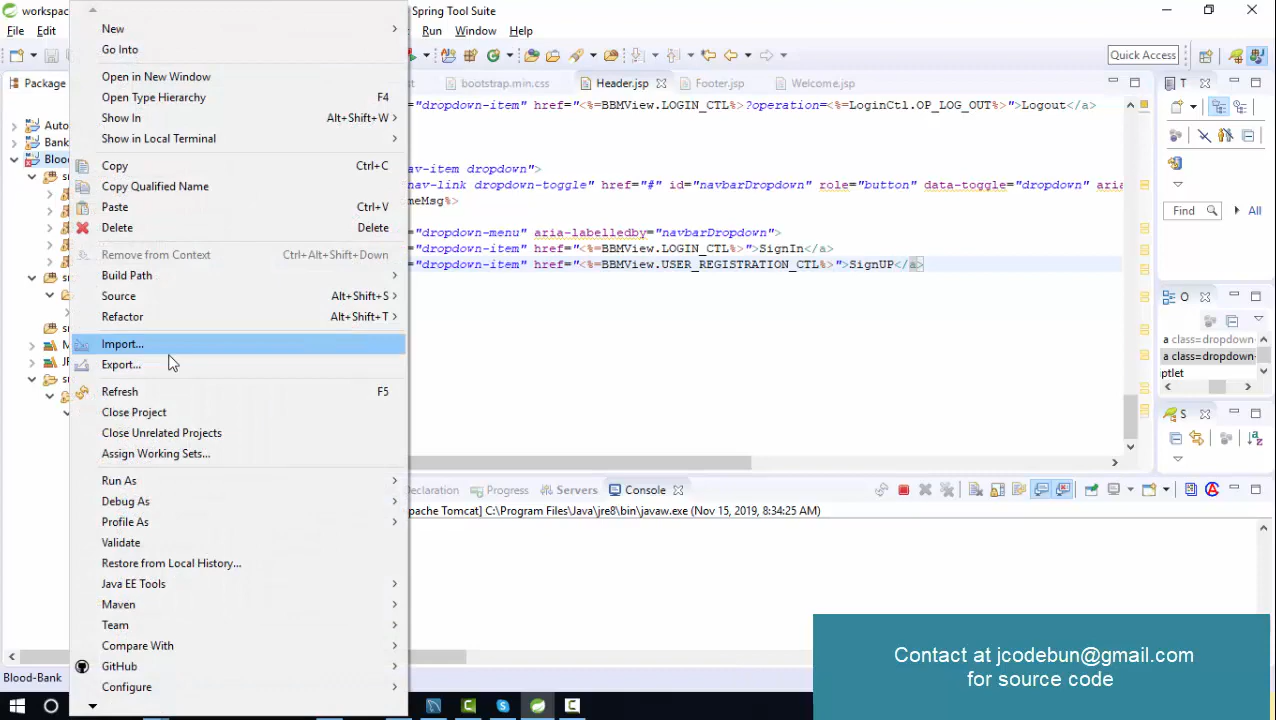 workspac
Spring Tool Suite
File Edit
Run Window Help
Quick Access
Package
bootstrap.min.css
Header.jsp
Footer.jsp
Welcome.jsp
T
Auto
Bank
Blood-
New
Go Into
Open in New Window
Open Type Hierarchy F4
Show In Alt+Shift+W
Show in Local Terminal
Copy Ctrl+C
Copy Qualified Name
Paste Ctrl+V
Delete Delete
Remove from Context Ctrl+Alt+Shift+Down
Build Path
Source Alt+Shift+S
Refactor Alt+Shift+T
Import...
Export...
Refresh F5
Close Project
Close Unrelated Projects
Assign Working Sets...
Run As
Debug As
Profile As
Validate
Restore from Local History...
Java EE Tools
Maven
Team
Compare With
GitHub
Configure
"dropdown-item" href="<%=BBMView.LOGIN_CTL%>?operation=<%=LoginCtl.OP_LOG_OUT%>">Logout</a>
av-item dropdown">
nav-link dropdown-toggle" href="#" id="navbarDropdown" role="button" data-toggle="dropdown" aria
omeMsg%>
"dropdown-menu" aria-labelledby="navbarDropdown">
"dropdown-item" href="<%=BBMView.LOGIN_CTL%>">SignIn</a>
"dropdown-item" href="<%=BBMView.USER_REGISTRATION_CTL%>">SignUP</a>
Find All
O
a class=dropdown-
a class=dropdown-
ptlet
S
Declaration Progress Servers Console
pache Tomcat] C:\Program Files\Java\jre8\bin\javaw.exe (Nov 15, 2019, 8:34:25 AM)
Blood-Bank
Contact at jcodebun@gmail.com
for source code